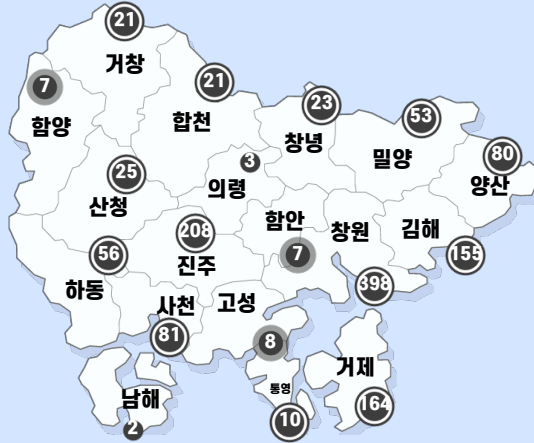 21
거창
7
함양
21
합천
23
창녕
53
밀양
80
양산
25
산청
3
의령
208
진주
함안
7
창원
398
김해
155
56
하동
사천
81
고성
8
통영
10
거제
164
남해
2